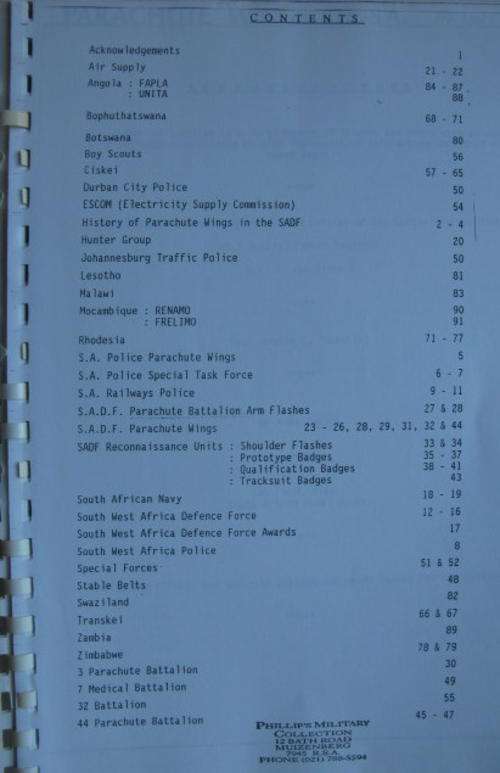 CONTENTS
Acknowledgements 1
Air Supply 21 - 22
Angola : FAPLA 84 - 87
: UNITA 88
Bophuthatswana 68 - 71
Botswana 80
Boy Scouts 56
Ciskei 57 - 65
Durban City Police 50
ESCOM (Electricity Supply Commission) 54
History of Parachute Wings in the SADF 2 - 4
Hunter Group 20
Johannesburg Traffic Police 50
Lesotho 81
Malawi 83
Mocambique : RENAMO 90
: FRELIMO 91
Rhodesia 71 - 77
S.A. Police Parachute Wings 5
S.A. Police Special Task Force 6 - 7
S.A. Railways Police 9 - 11
S.A.D.F. Parachute Battalion Arm Flashes 27 & 28
S.A.D.F. Parachute Wings 23 - 26, 28, 29, 31, 32 & 44
SADF Reconnaissance Units : Shoulder Flashes 33 & 34
: Prototype Badges 35 - 37
: Qualification Badges 38 - 41
: Tracksuit Badges 43
South African Navy 18 - 19
South West Africa Defence Force 12 - 16
South West Africa Defence Force Awards 17
South West Africa Police 8
Special Forces 51 & 52
Stable Belts 48
Swaziland 82
Transkei 66 & 67
Zambia 89
Zimbabwe 78 & 79
3 Parachute Battalion 30
7 Medical Battalion 49
32 Battalion 55
44 Parachute Battalion 45 - 47
PHILLIPS MILITARY
COLLECTION
12 BATH ROAD
MUIZENBERG
7945 R.S.A.
PHONE (021) 788-5594